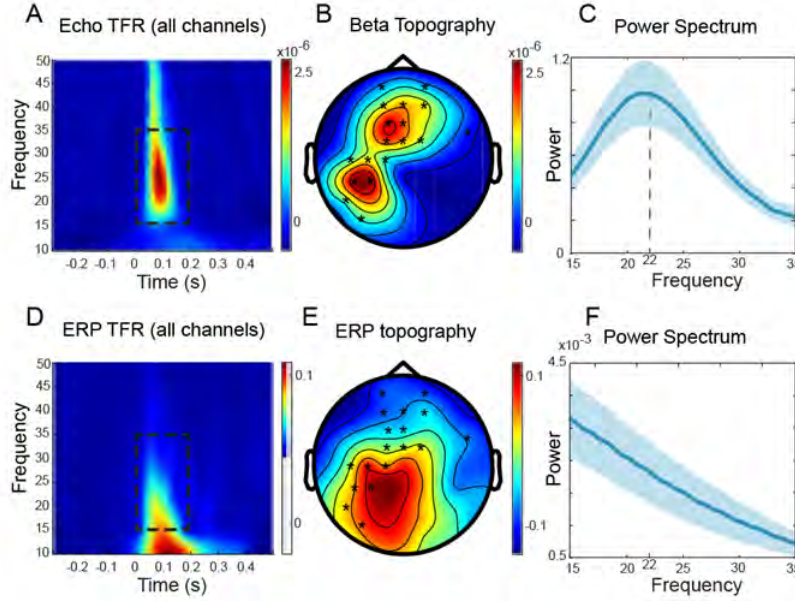 A Echo TFR (all channels)
B Beta Topography
C Power Spectrum
Frequency
50
45
40
35
30
25
20
15
10
-0.2 -0.1 0 0.1 0.2 0.3 0.4
Time (s)
x10-6
2.5
0
x10-6
2.5
0
Power
1.2
0
15 20 22 25 30 35
Frequency
D ERP TFR (all channels)
E ERP topography
F Power Spectrum
Frequency
50
45
40
35
30
25
20
15
10
-0.2 -0.1 0 0.1 0.2 0.3 0.4
Time (s)
0.1
0
0.1
-0.1
x10-3
4.5
Power
0.5
15 20 22 25 30 35
Frequency